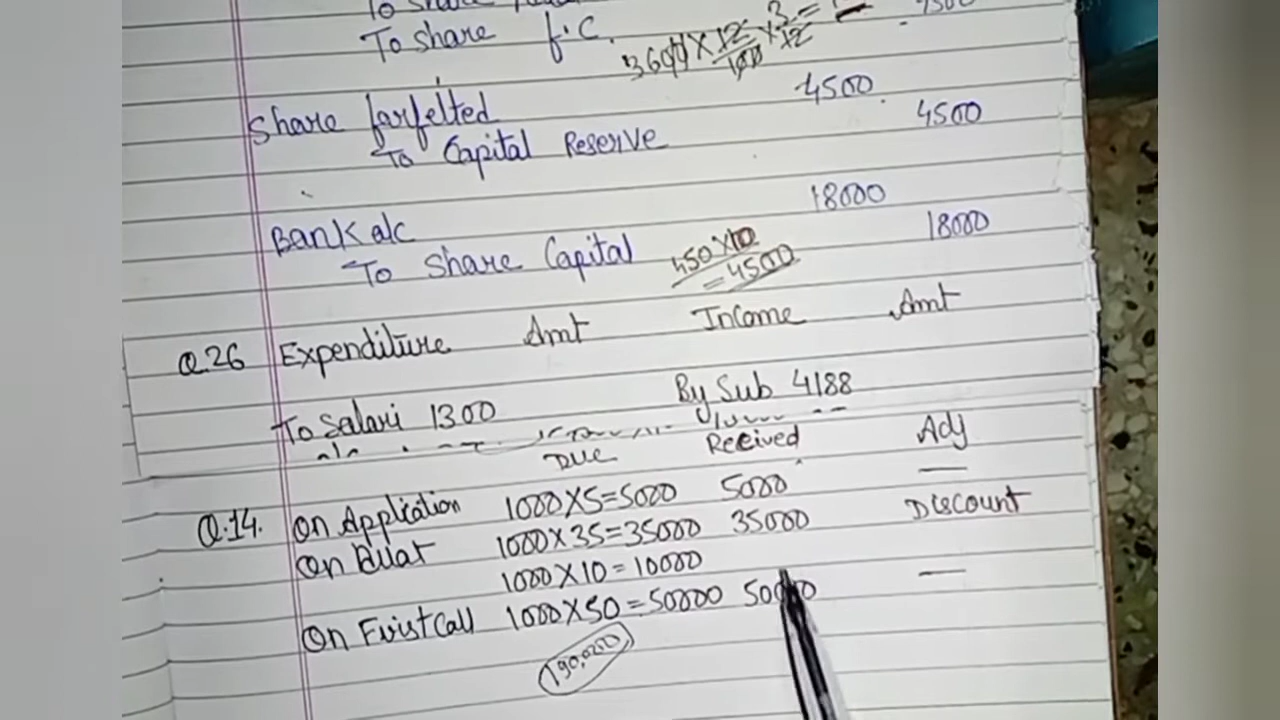 To Share
To Share f.c.
3600 X 12/100 X 3/12 =
Share farfelted 4500
To Capital Reserve 4500
Bank a/c 18000
To Share Capital 18000
450 X 10
= 4500
Q.26 Expenditure Amt Income Amt
To Salari 1300 By Sub 4188
Due Received Adj
Q.14. On Application 1000 X 5 = 5000 5000 —
On 1000 X 35 = 35000 35000 Discount
1000 X 10 = 10000
On First Call 1000 X 50 = 50000 50000 —
90,000